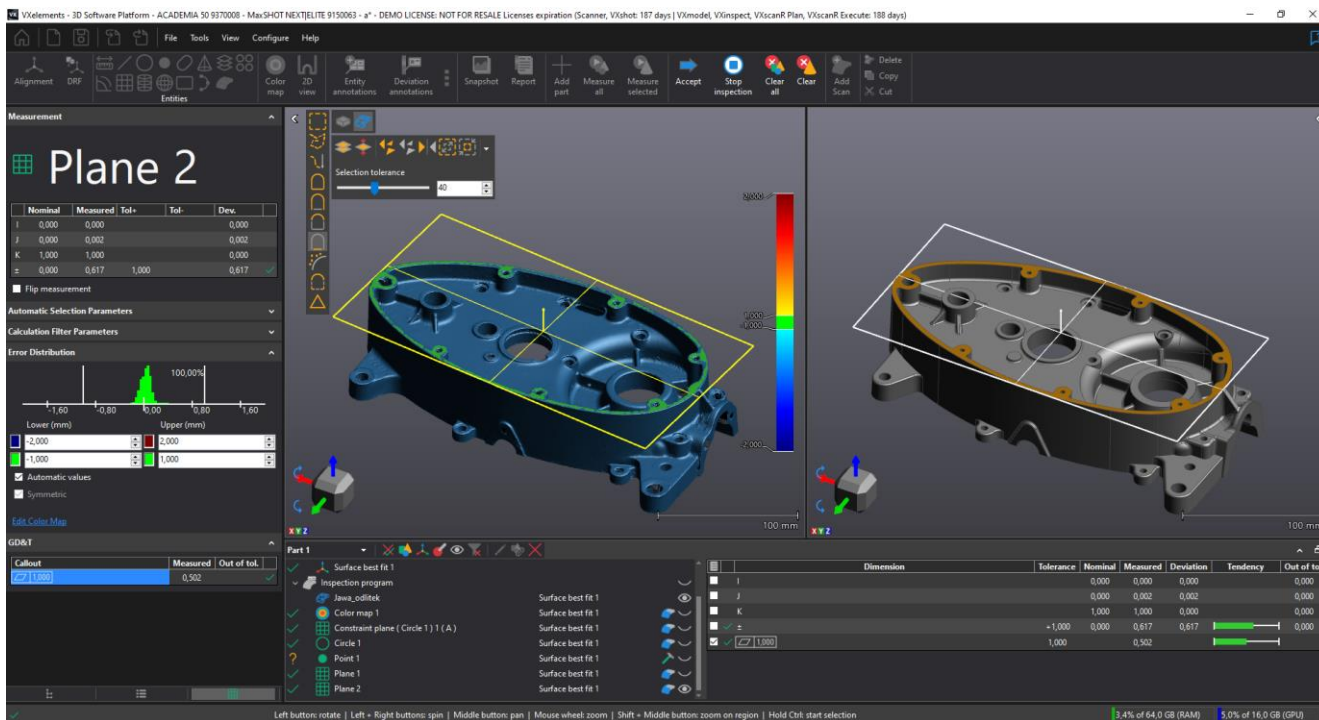 VXelements - 3D Software Platform - ACADEMIA 50 9370008 - MaxSHOT NEXT|ELITE 9150063 - a* - DEMO LICENSE: NOT FOR RESALE Licenses expiration (Scanner, VXshot: 187 days | VXmodel, VXinspect, VXscanR Plan, VXscanR Execute: 188 days)
File Tools View Configure Help
Alignment DRF Entities Color map 2D view Entity annotations Deviation annotations Snapshot Report Add part Measure all Measure selected Accept Stop inspection Clear all Clear Add Scan
Delete
Copy
Cut
Measurement
Plane 2
Nominal Measured Tol+ Tol- Dev.
I 0,000 0,000 0,000
J 0,000 0,002 0,002
K 1,000 1,000 0,000
± 0,000 0,617 1,000 0,617
Flip measurement
Automatic Selection Parameters
Calculation Filter Parameters
Error Distribution
100,00%
-1,60 -0,80 0,00 0,80 1,60
Lower (mm) Upper (mm)
-2,000 2,000
-1,000 1,000
Automatic values
Symmetric
Edit Color Map
GD&T
Callout Measured Out of tol.
1,000 0,502
Selection tolerance
40
2,000
1,000
-1,000
-2,000
100 mm
X Y Z
100 mm
X Y Z
Part 1
Surface best fit 1
Inspection program
Jawa_odlitek Surface best fit 1
Color map 1 Surface best fit 1
Constraint plane ( Circle 1 ) 1 ( A ) Surface best fit 1
Circle 1 Surface best fit 1
? Point 1 Surface best fit 1
Plane 1 Surface best fit 1
Plane 2 Surface best fit 1
Dimension Tolerance Nominal Measured Deviation Tendency Out of to
I 0,000 0,000 0,000 0,000
J 0,000 0,002 0,002 0,000
K 1,000 1,000 0,000 0,000
± +1,000 0,000 0,617 0,617 0,000
1,000 1,000 0,502
Left button: rotate | Left + Right buttons: spin | Middle button: pan | Mouse wheel: zoom | Shift + Middle button: zoom on region | Hold Ctrl: start selection
3,4% of 64,0 GB (RAM) 5,0% of 16,0 GB (GPU)